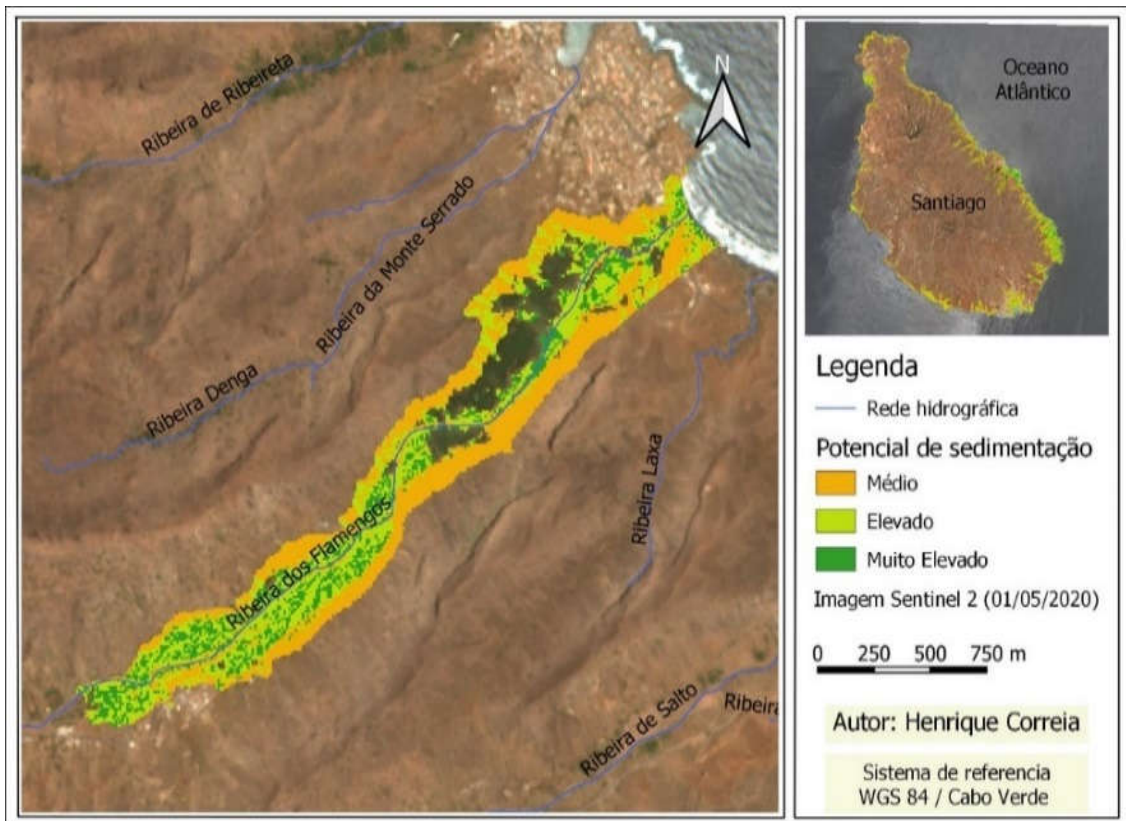 Ribeira de Ribeireta
N
Ribeira da Monte Serrado
Ribeira Denga
Ribeira Laxa
Ribeira dos Flamengos
Ribeira de Salto
Ribeira
Oceano
Atlântico
Santiago
Legenda
Rede hidrográfica
Potencial de sedimentação
Médio
Elevado
Muito Elevado
Imagem Sentinel 2 (01/05/2020)
0 250 500 750 m
Autor: Henrique Correia
Sistema de referencia
WGS 84 / Cabo Verde